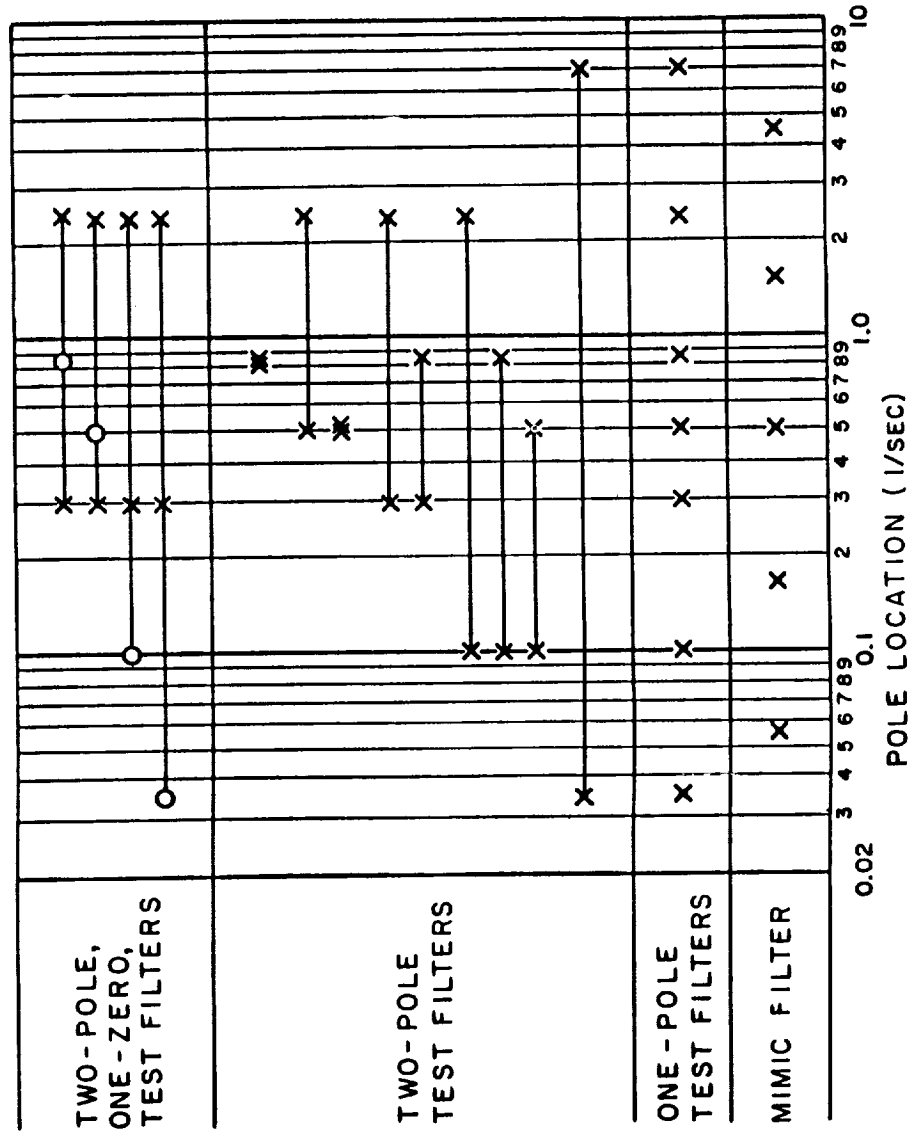 TWO-POLE,
ONE-ZERO,
TEST FILTERS
TWO-POLE
TEST FILTERS
ONE-POLE
TEST FILTERS
MIMIC FILTER
0.02 3 4 5 6 7 8 9 0.1 2 3 4 5 6 7 8 9 1.0 2 3 4 5 6 7 8 9 10
POLE LOCATION (1/SEC)